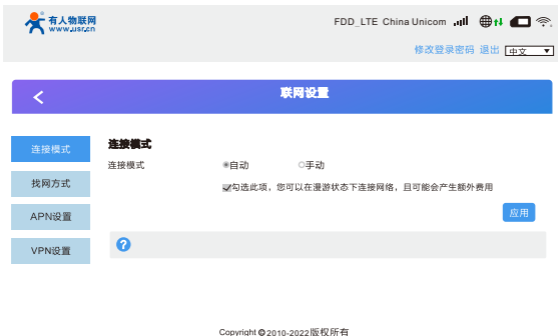 有人物联网
www.usr.cn
FDD_LTE China Unicom
修改登录密码 退出 中文
联网设置
连接模式
找网方式
APN设置
VPN设置
连接模式
连接模式 自动 手动
勾选此项，您可以在漫游状态下连接网络，且可能会产生额外费用
应用
?
Copyright © 2010-2022版权所有